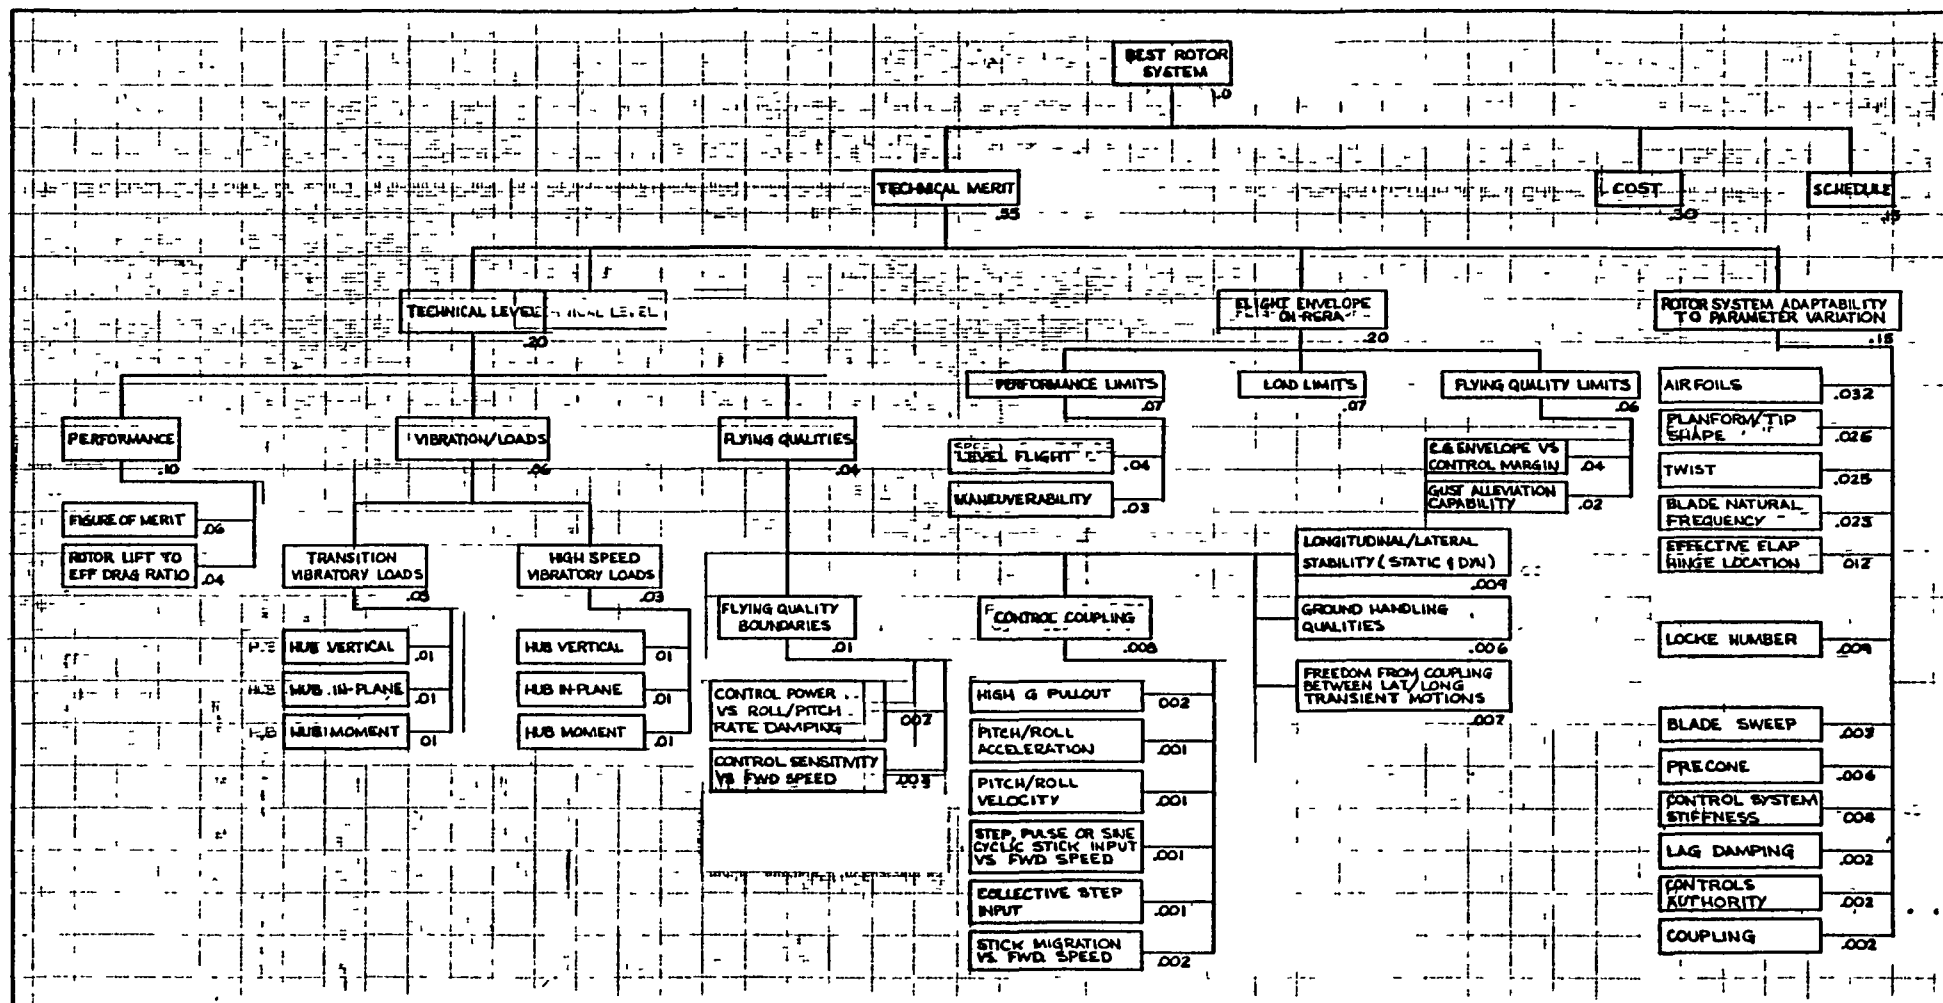 BEST ROTOR
SYSTEM
1.0
TECHNICAL MERIT
.55
COST
.30
SCHEDULE
.15
TECHNICAL LEVEL
.20
FLIGHT ENVELOPE
ON RSRA
.20
ROTOR SYSTEM ADAPTABILITY
TO PARAMETER VARIATION
.15
PERFORMANCE
.10
FIGURE OF MERIT
.06
ROTOR LIFT TO
EFF DRAG RATIO
.04
VIBRATION/LOADS
.06
TRANSITION
VIBRATORY LOADS
.03
HUB VERTICAL
.01
HUB IN-PLANE
.01
HUB MOMENT
.01
HIGH SPEED
VIBRATORY LOADS
.03
HUB VERTICAL
.01
HUB IN-PLANE
.01
HUB MOMENT
.01
FLYING QUALITIES
.04
FLYING QUALITY
BOUNDARIES
.01
CONTROL POWER
VS ROLL/PITCH
RATE DAMPING
.007
CONTROL SENSITIVITY
VS FWD SPEED
.003
CONTROL COUPLING
.008
HIGH G PULLOUT
.002
PITCH/ROLL
ACCELERATION
.001
PITCH/ROLL
VELOCITY
.001
STEP, PULSE OR SINE
CYCLIC STICK INPUT
VS FWD SPEED
.001
COLLECTIVE STEP
INPUT
.001
STICK MIGRATION
VS. FWD. SPEED
.002
LONGITUDINAL/LATERAL
STABILITY (STATIC & DYN)
.009
GROUND HANDLING
QUALITIES
.006
FREEDOM FROM COUPLING
BETWEEN LAT/LONG
TRANSIENT MOTIONS
.007
PERFORMANCE LIMITS
.07
LEVEL FLIGHT
.04
MANEUVERABILITY
.03
LOAD LIMITS
.07
FLYING QUALITY LIMITS
.06
C.G. ENVELOPE VS
CONTROL MARGIN
.04
GUST ALLEVIATION
CAPABILITY
.02
AIRFOILS
.032
PLANFORM/TIP
SHAPE
TWIST
.025
BLADE NATURAL
FREQUENCY
.023
EFFECTIVE FLAP
HINGE LOCATION
.012
LOCKE NUMBER
.009
BLADE SWEEP
PRECONE
.006
CONTROL SYSTEM
STIFFNESS
LAG DAMPING
.002
CONTROLS
AUTHORITY
.002
COUPLING
.002